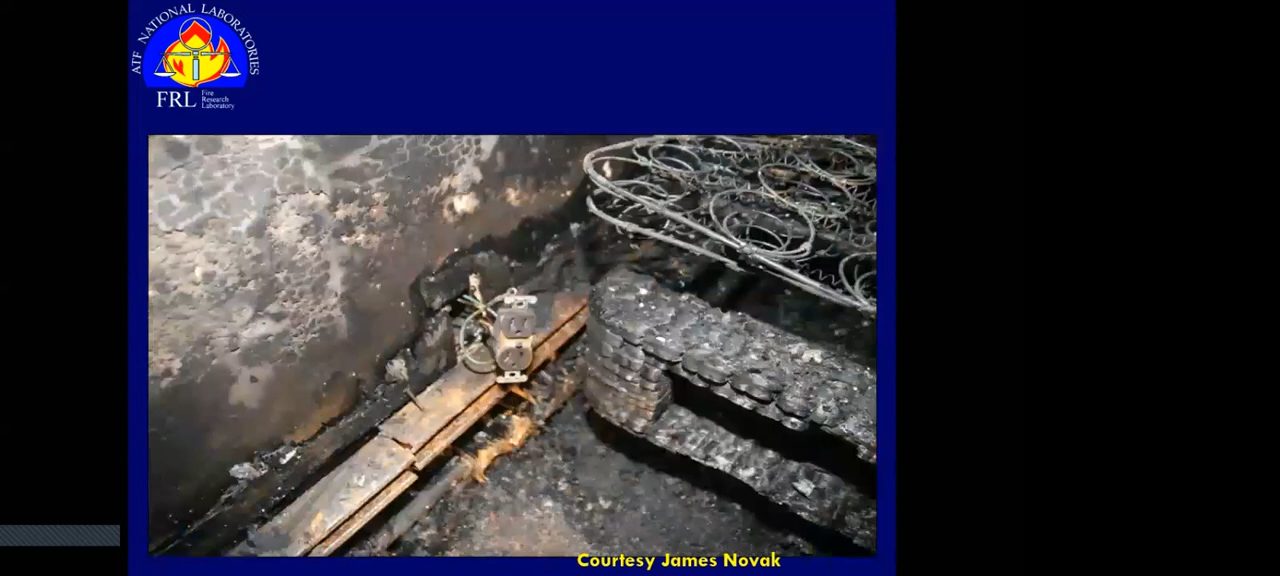 ATF NATIONAL LABORATORIES
FRL
Fire
Research
Laboratory
Courtesy James Novak